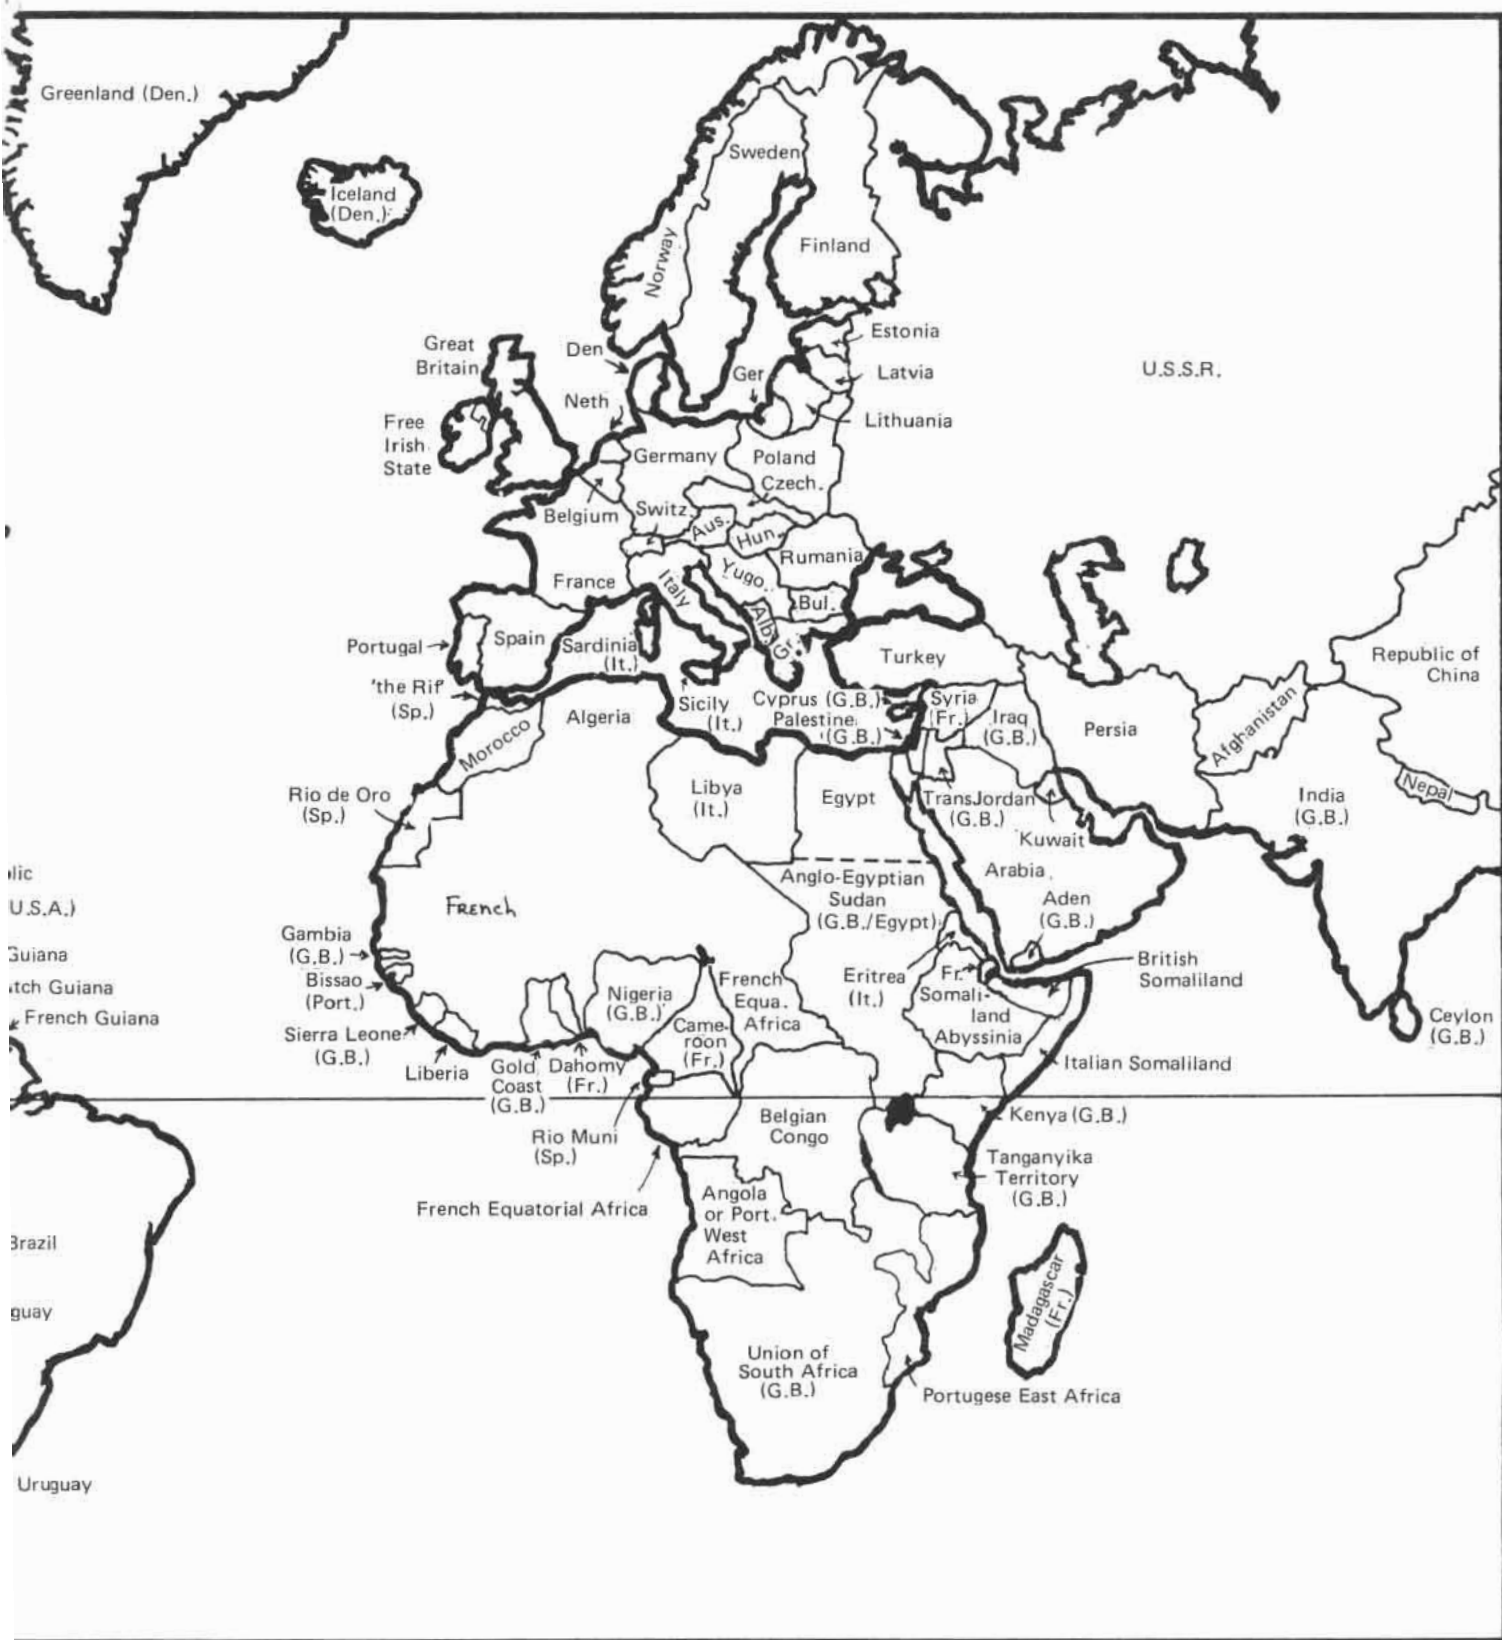 Greenland (Den.)
Iceland
(Den.)
Sweden
Norway
Finland
Great
Britain
Den
Estonia
Ger
Latvia
U.S.S.R.
Neth
Free
Irish
State
Lithuania
Germany
Poland
Czech.
Belgium
Switz.
Aus.
Hun.
Rumania
France
Italy
Yugo.
Bul.
Alb.
Gr.
Portugal
Spain
Sardinia
(It.)
Turkey
Republic of
China
'the Rif'
(Sp.)
Algeria
Sicily
(It.)
Cyprus (G.B.)
Palestine
(G.B.)
Syria
(Fr.)
Iraq
(G.B.)
Persia
Afghanistan
Morocco
Rio de Oro
(Sp.)
Libya
(It.)
Egypt
TransJordan
(G.B.)
Kuwait
India
(G.B.)
Nepal
Arabia
Aden
(G.B.)
lic
U.S.A.)
Guiana
tch Guiana
French Guiana
French
Anglo-Egyptian
Sudan
(G.B./Egypt)
Gambia
(G.B.)
Bissao
(Port.)
Sierra Leone
(G.B.)
Liberia
Gold
Coast
(G.B.)
Dahomy
(Fr.)
Nigeria
(G.B.)
Came-
roon
(Fr.)
French
Equa.
Africa
Eritrea
(It.)
Fr.
Somali-
land
Abyssinia
British
Somaliland
Italian Somaliland
Ceylon
(G.B.)
Rio Muni
(Sp.)
Belgian
Congo
Kenya (G.B.)
Tanganyika
Territory
(G.B.)
French Equatorial Africa
Angola
or Port.
West
Africa
Brazil
guay
Madagascar
(Fr.)
Union of
South Africa
(G.B.)
Portugese East Africa
Uruguay